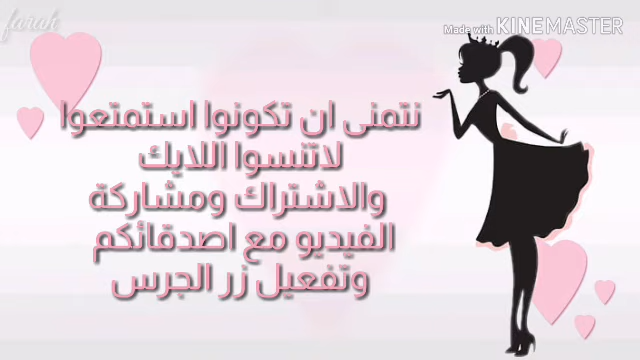 farah
Made with KINEMASTER
نتمنى ان تكونوا استمتعوا
لاتنسوا اللايك
والاشتراك ومشاركة
الفيديو مع اصدقائكم
وتفعيل زر الجرس